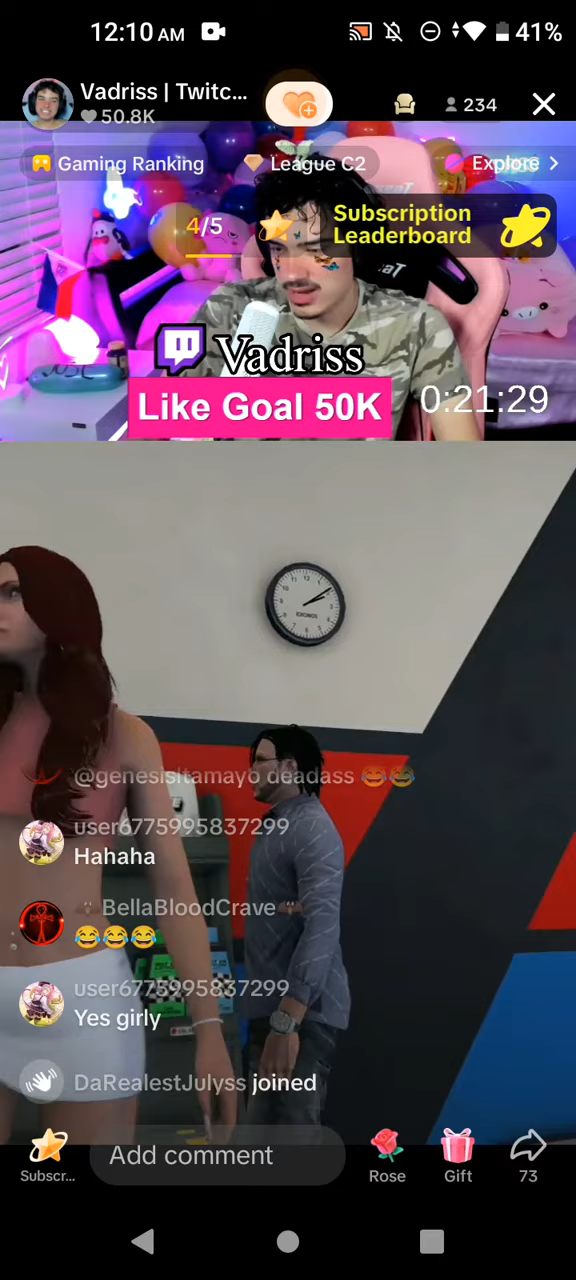 12:10 AM
41%
Vadriss | Twitc...
50.8K
234
Gaming Ranking
League C2
Explore
4/5
Subscription
Leaderboard
Vadriss
Like Goal 50K
0:21:29
@genesisltamayo deadass 😂😂
user6775995837299
Hahaha
BellaBloodCrave
😂😂😂
user6775995837299
Yes girly
DaRealestJulyss joined
Add comment
Subscr...
Rose
Gift
73